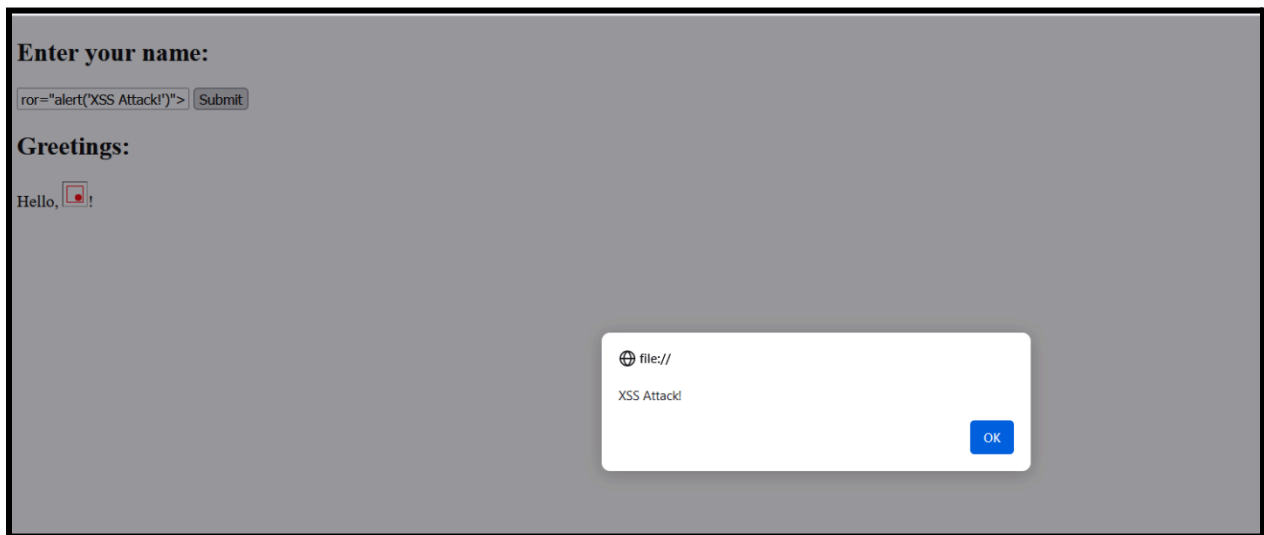 Enter your name:
ror="alert('XSS Attack!')"> Submit
Greetings:
Hello, !
file://
XSS Attack!
OK